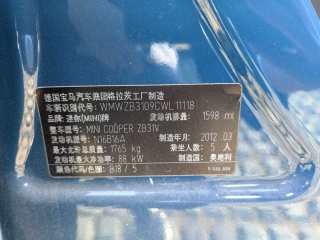 德国宝马汽车集团格拉茨工厂制造
车辆识别代号: WMWZB3109CWL11118
品牌: 迷你(MINI)牌 发动机排量: 1598 ml
整车型号: MINI COOPER ZB31V
发动机型号: N16B16A 制造年月: 2012.03
最大允许总质量: 1765 kg 乘坐人数: 5 人
发动机最大净功率: 88 kW 制造国: 奥地利
颜色代码/色图: B18 / 5